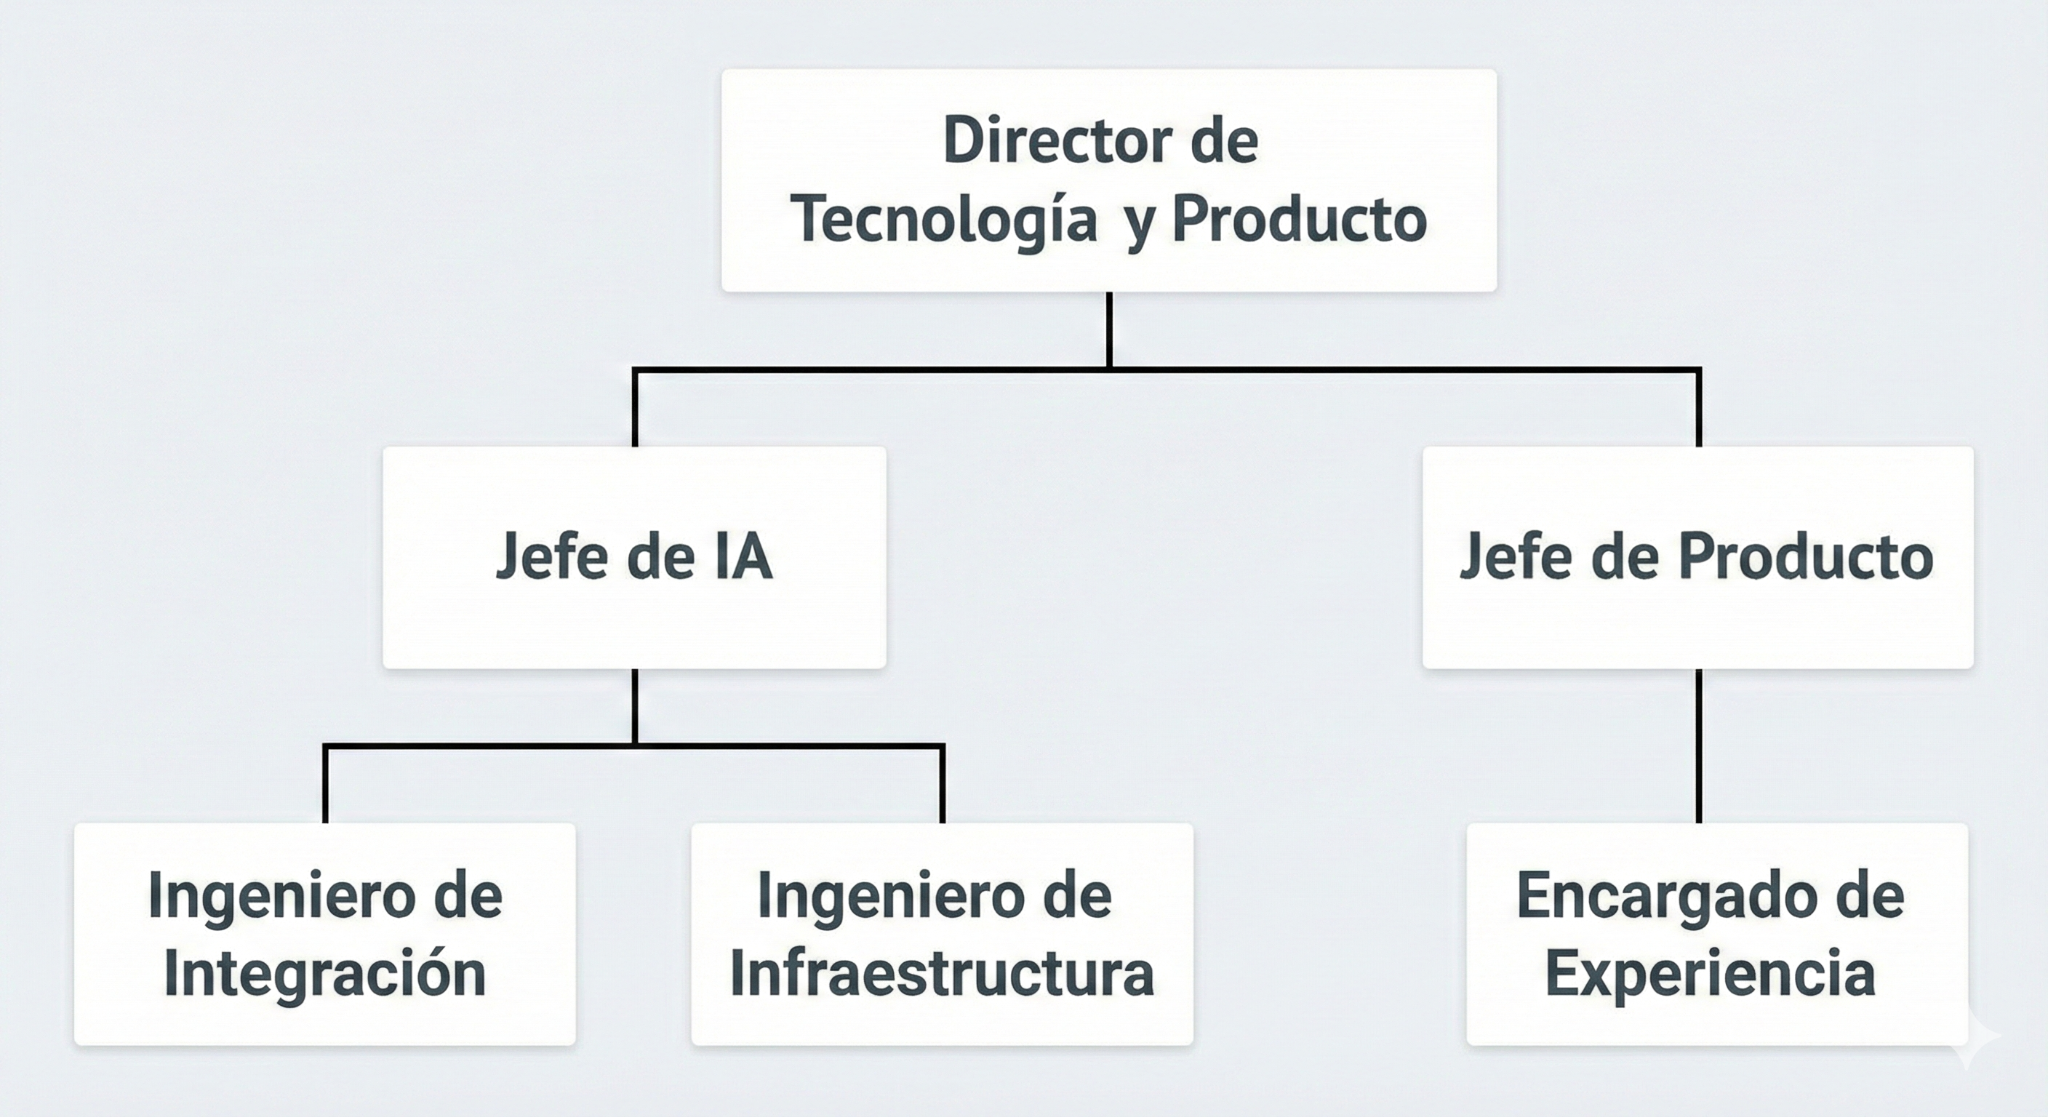 Director de
Tecnología y Producto
Jefe de IA
Jefe de Producto
Ingeniero de
Integración
Ingeniero de
Infraestructura
Encargado de
Experiencia